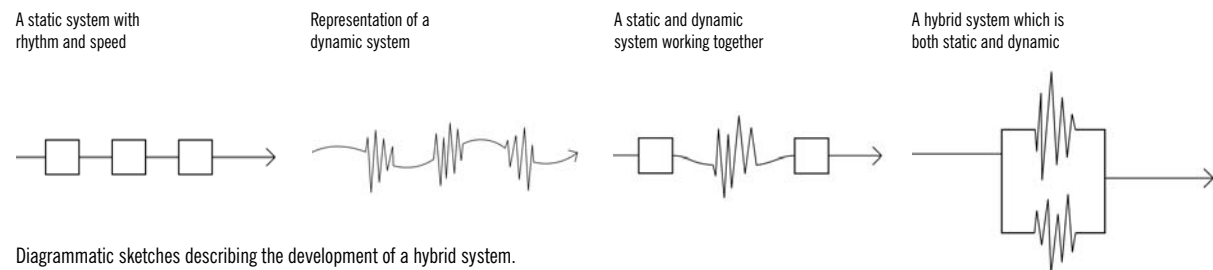 A static system with
rhythm and speed
Representation of a
dynamic system
A static and dynamic
system working together
A hybrid system which is
both static and dynamic
Diagrammatic sketches describing the development of a hybrid system.